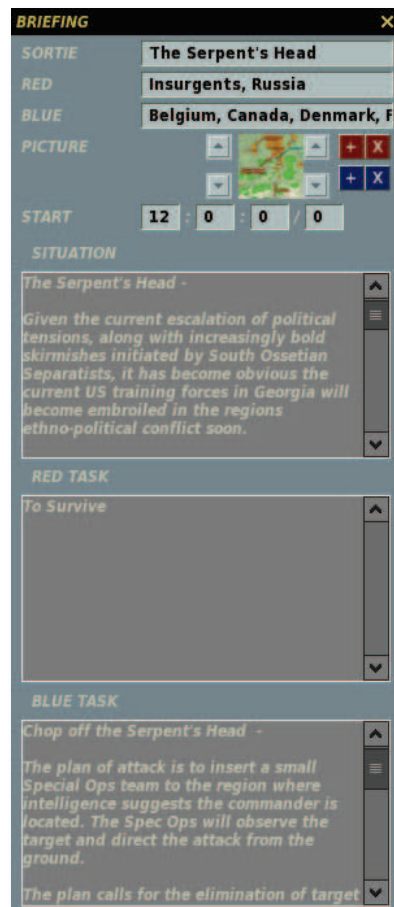 BRIEFING X
SORTIE The Serpent's Head
RED Insurgents, Russia
BLUE Belgium, Canada, Denmark, F
PICTURE + X
+ X
START 12 : 0 : 0 / 0
SITUATION
The Serpent's Head -
Given the current escalation of political
tensions, along with increasingly bold
skirmishes initiated by South Ossetian
Separatists, it has become obvious the
current US training forces in Georgia will
become embroiled in the regions
ethno-political conflict soon.
RED TASK
To Survive
BLUE TASK
Chop off the Serpent's Head -
The plan of attack is to insert a small
Special Ops team to the region where
intelligence suggests the commander is
located. The Spec Ops will observe the
target and direct the attack from the
ground.
The plan calls for the elimination of target